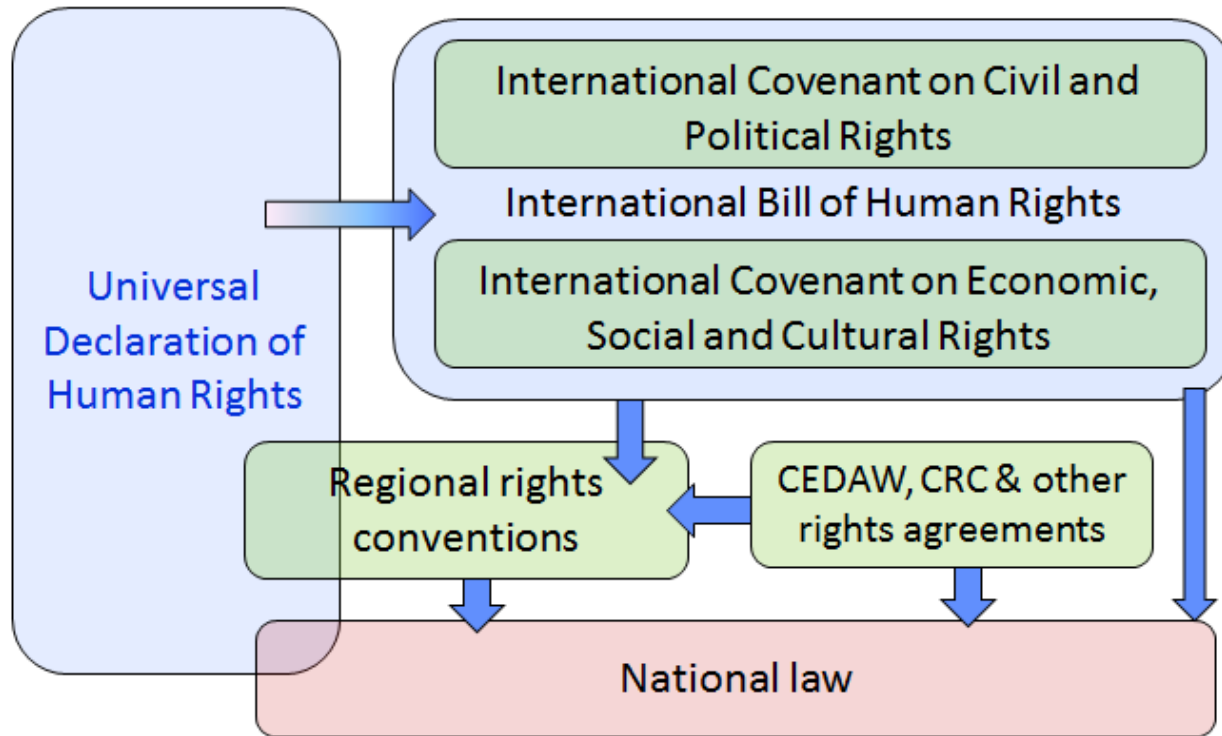 International Covenant on Civil and
Political Rights
International Bill of Human Rights
International Covenant on Economic,
Social and Cultural Rights
Universal
Declaration of
Human Rights
Regional rights
conventions
CEDAW, CRC & other
rights agreements
National law